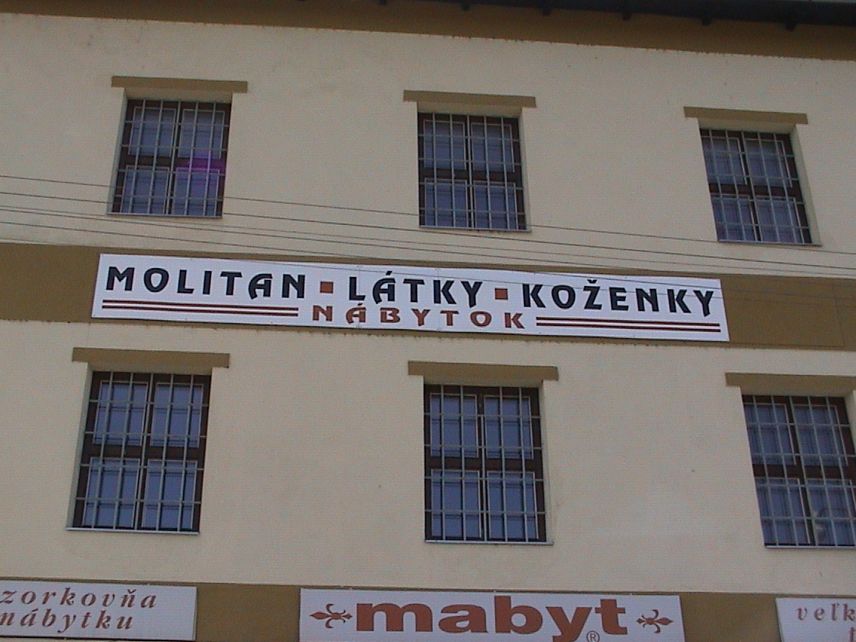 MOLITAN ▪ LÁTKY ▪ KOŽENKY
NÁBYTOK
zorkovňa
nábytku
mabyt®
veľk